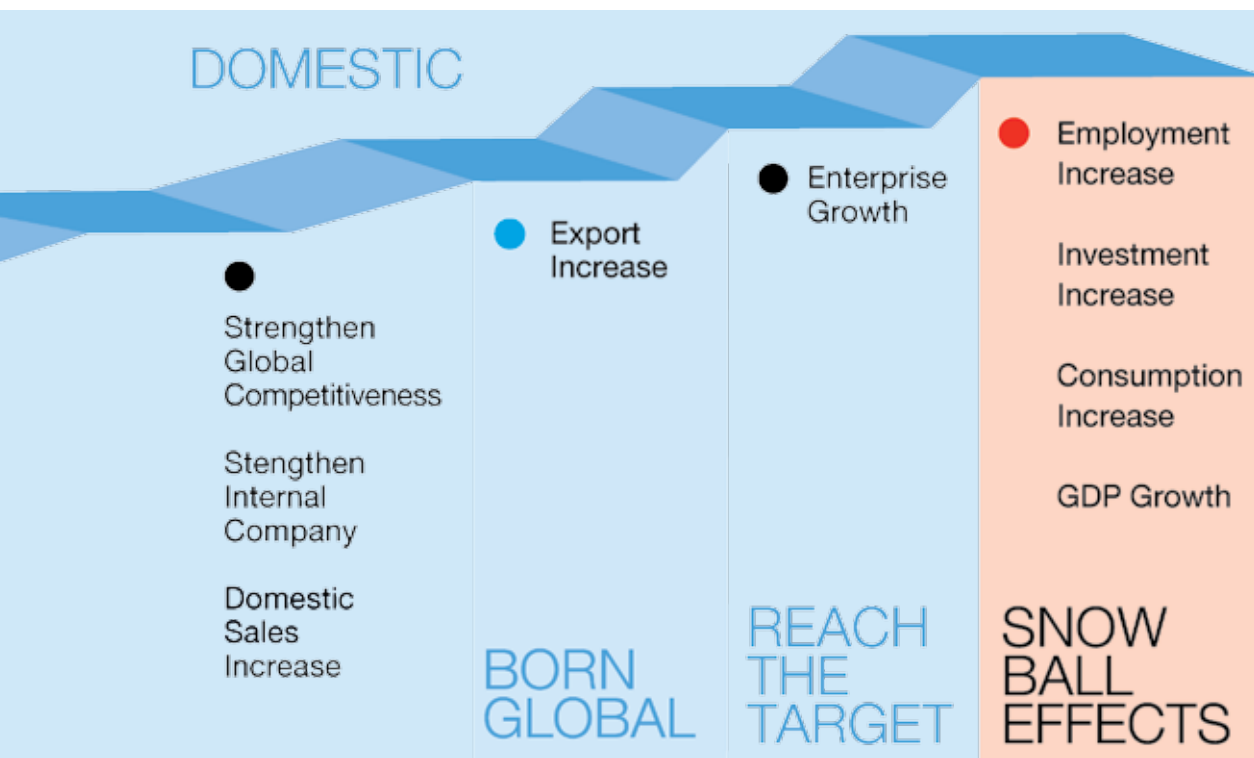 DOMESTIC
Strengthen
Global
Competitiveness
Stengthen
Internal
Company
Domestic
Sales
Increase
Export
Increase
BORN
GLOBAL
Enterprise
Growth
REACH
THE
TARGET
Employment
Increase
Investment
Increase
Consumption
Increase
GDP Growth
SNOW
BALL
EFFECTS